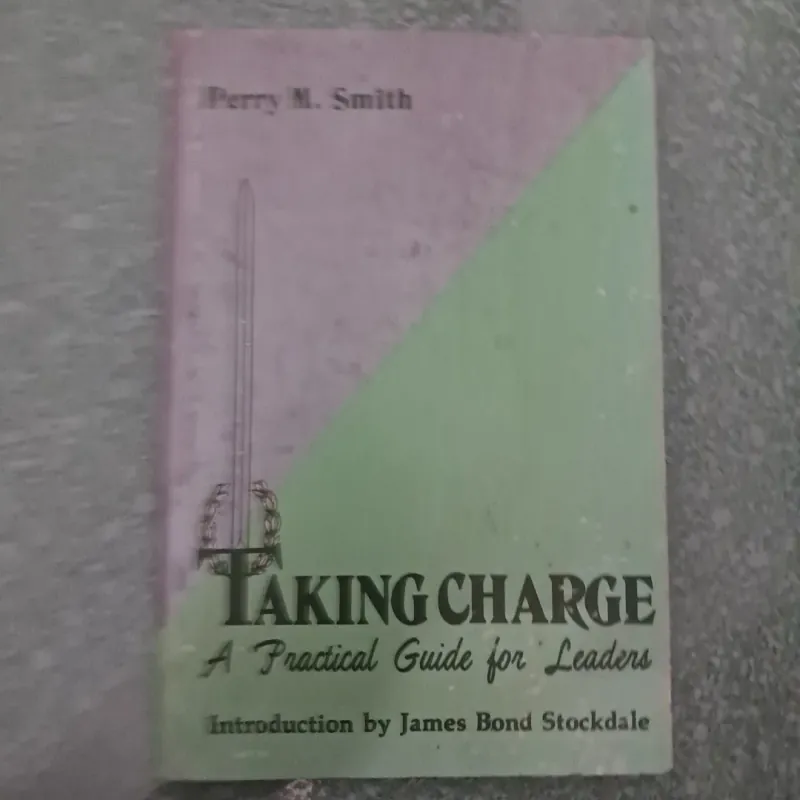 Perry M. Smith
TAKING CHARGE
A Practical Guide for Leaders
Introduction by James Bond Stockdale